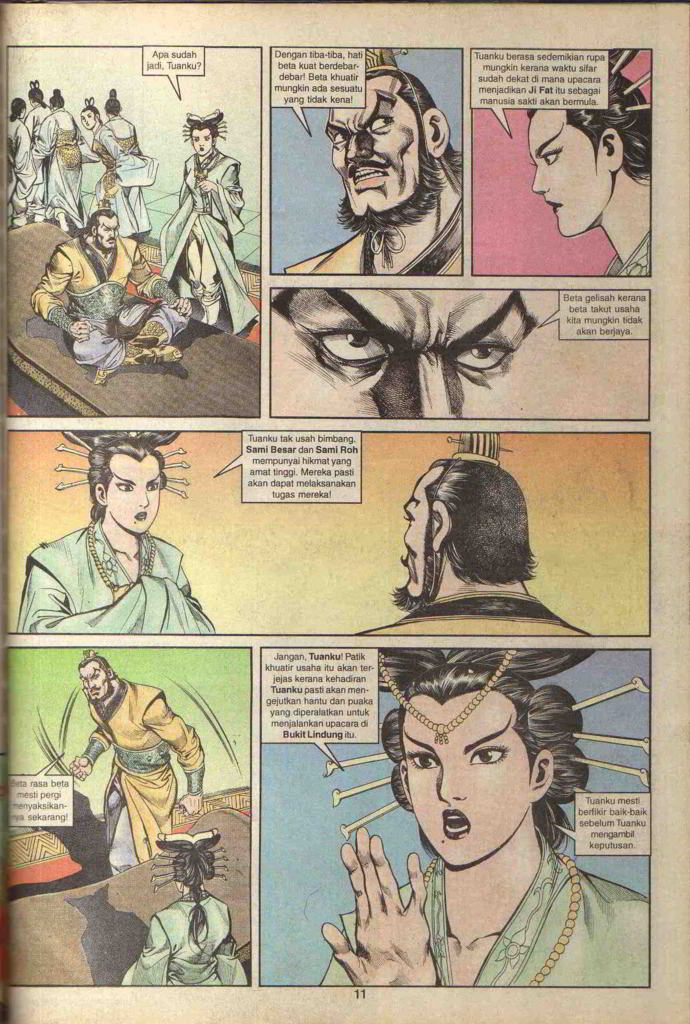 Apa sudah
jadi, Tuanku?
Dengan tiba-tiba, hati
beta kuat berdebar-
debar! Beta khuatir
mungkin ada sesuatu
yang tidak kena!
Tuanku berasa sedemikian rupa
mungkin kerana waktu sifar
sudah dekat di mana upacara
menjadikan Ji Fat itu sebagai
manusia sakti akan bermula.
Beta gelisah kerana
beta takut usaha
kita mungkin tidak
akan berjaya.
Tuanku tak usah bimbang.
Sami Besar dan Sami Roh
mempunyai hikmat yang
amat tinggi. Mereka pasti
akan dapat melaksanakan
tugas mereka!
Beta rasa beta
mesti pergi
menyaksikan-
nya sekarang!
Jangan, Tuanku! Patik
khuatir usaha itu akan ter-
jejas kerana kehadiran
Tuanku pasti akan men-
gejutkan hantu dan puaka
yang diperalatkan untuk
menjalankan upacara di
Bukit Lindung itu.
Tuanku mesti
berfikir baik-baik
sebelum Tuanku
mengambil
keputusan.
11